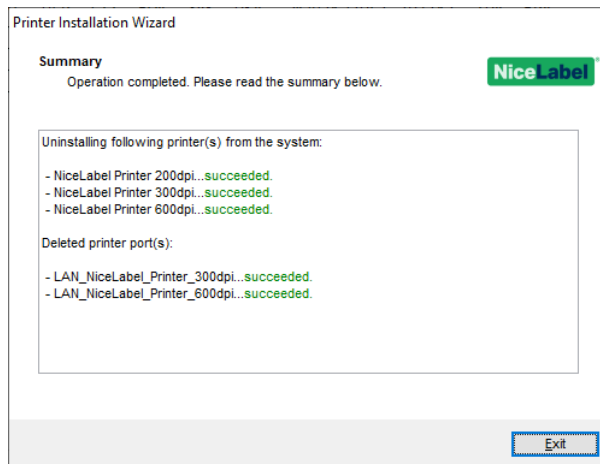 Printer Installation Wizard
Summary
Operation completed. Please read the summary below.
NiceLabel
Uninstalling following printer(s) from the system:
- NiceLabel Printer 200dpi...succeeded.
- NiceLabel Printer 300dpi...succeeded.
- NiceLabel Printer 600dpi...succeeded.
Deleted printer port(s):
- LAN_NiceLabel_Printer_300dpi...succeeded.
- LAN_NiceLabel_Printer_600dpi...succeeded.
Exit